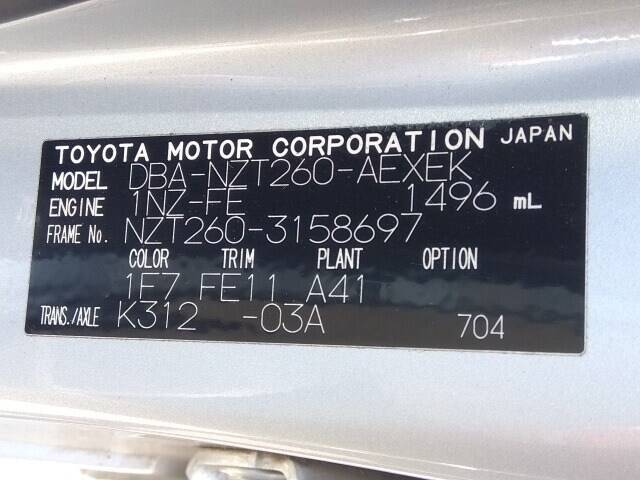 TOYOTA MOTOR CORPORATION JAPAN
MODEL DBA-NZT260-AEXEK
ENGINE 1NZ-FE 1496 mL
FRAME No. NZT260-3158697
COLOR TRIM PLANT OPTION
1F7 FE11 A41
TRANS./AXLE K312 -03A 704